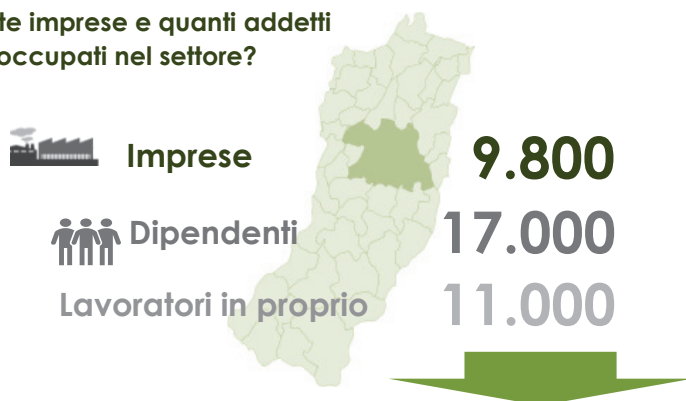 te imprese e quanti addetti
occupati nel settore?
Imprese 9.800
Dipendenti 17.000
Lavoratori in proprio 11.000